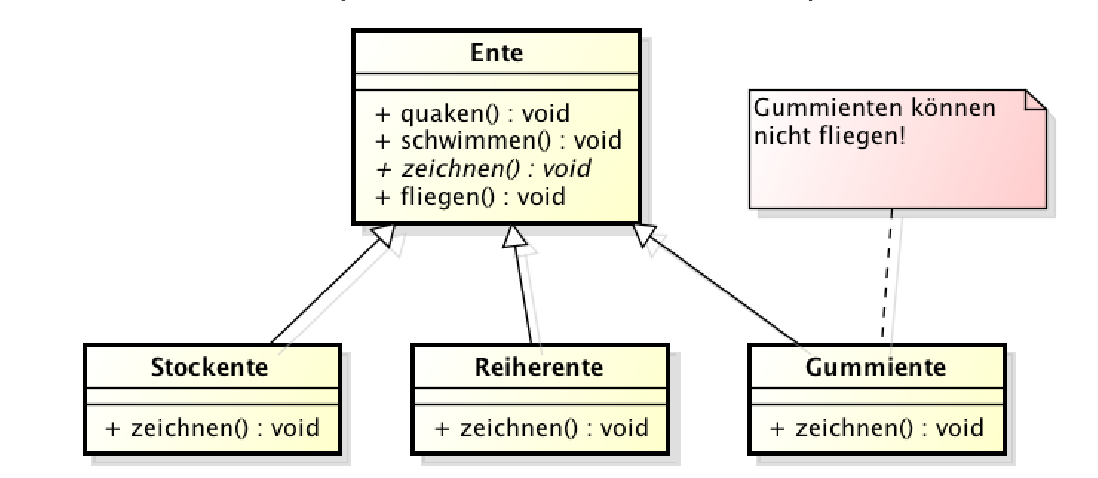 Ente
+ quaken() : void
+ schwimmen() : void
+ zeichnen() : void
+ fliegen() : void
Gummienten können
nicht fliegen!
Stockente
+ zeichnen() : void
Reiherente
+ zeichnen() : void
Gummiente
+ zeichnen() : void